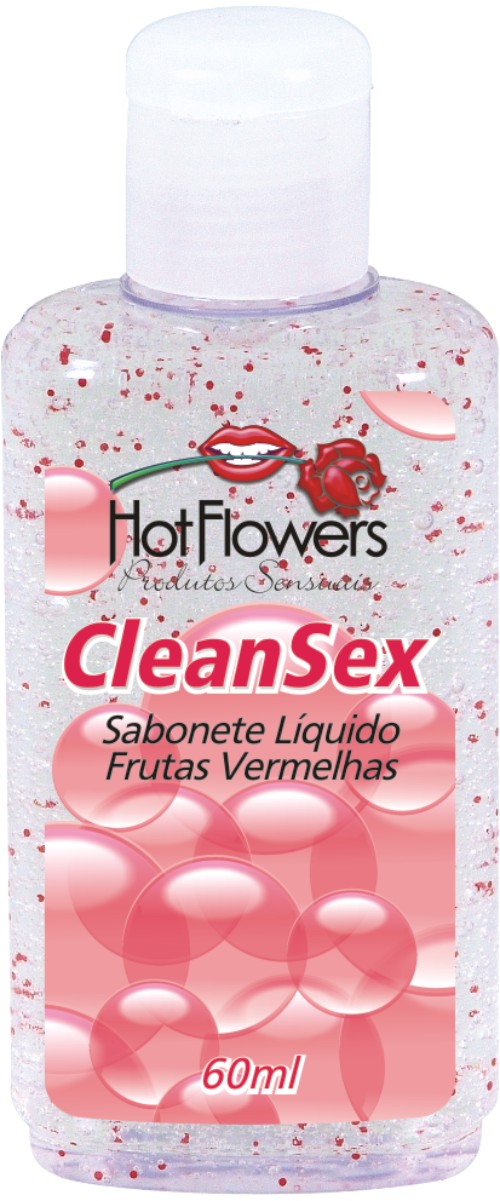 HotFlowers
Produtos Sensuais
CleanSex
Sabonete Líquido
Frutas Vermelhas
60ml